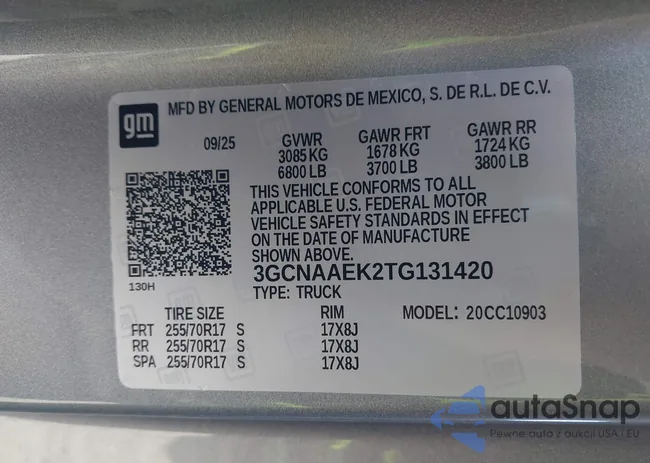 gm
MFD BY GENERAL MOTORS DE MEXICO, S. DE R.L. DE C.V.
09/25 GVWR GAWR FRT GAWR RR
3085 KG 1678 KG 1724 KG
6800 LB 3700 LB 3800 LB
THIS VEHICLE CONFORMS TO ALL
APPLICABLE U.S. FEDERAL MOTOR
VEHICLE SAFETY STANDARDS IN EFFECT
ON THE DATE OF MANUFACTURE
SHOWN ABOVE.
3GCNAAEK2TG131420
130H
TYPE: TRUCK
TIRE SIZE RIM MODEL: 20CC10903
FRT 255/70R17 S 17X8J
RR 255/70R17 S 17X8J
SPA 255/70R17 S 17X8J
autaSnap
Pewne auto z aukcji USA i EU